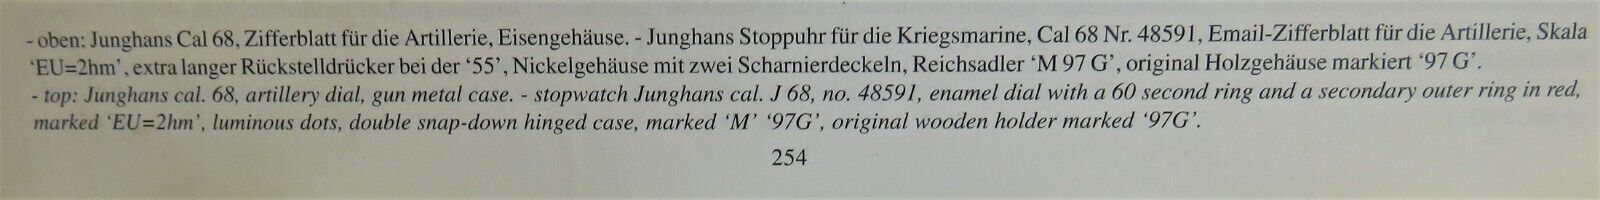 - oben: Junghans Cal 68, Zifferblatt für die Artillerie, Eisengehäuse. - Junghans Stoppuhr für die Kriegsmarine, Cal 68 Nr. 48591, Email-Zifferblatt für die Artillerie, Skala
‘EU=2hm’, extra langer Rückstelldrücker bei der ‘55’, Nickelgehäuse mit zwei Scharnierdeckeln, Reichsadler ‘M 97 G’, original Holzgehäuse markiert ‘97 G’.
- top: Junghans cal. 68, artillery dial, gun metal case. - stopwatch Junghans cal. J 68, no. 48591, enamel dial with a 60 second ring and a secondary outer ring in red,
marked ‘EU=2hm’, luminous dots, double snap-down hinged case, marked ‘M’ ‘97G’, original wooden holder marked ‘97G’.
254